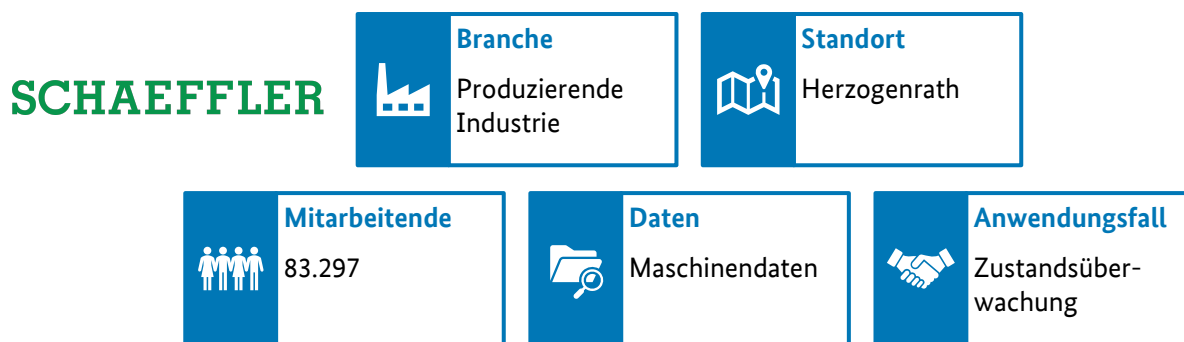 SCHAEFFLER
Branche
Produzierende
Industrie
Standort
Herzogenrath
Mitarbeitende
83.297
Daten
Maschinendaten
Anwendungsfall
Zustandsüber-
wachung